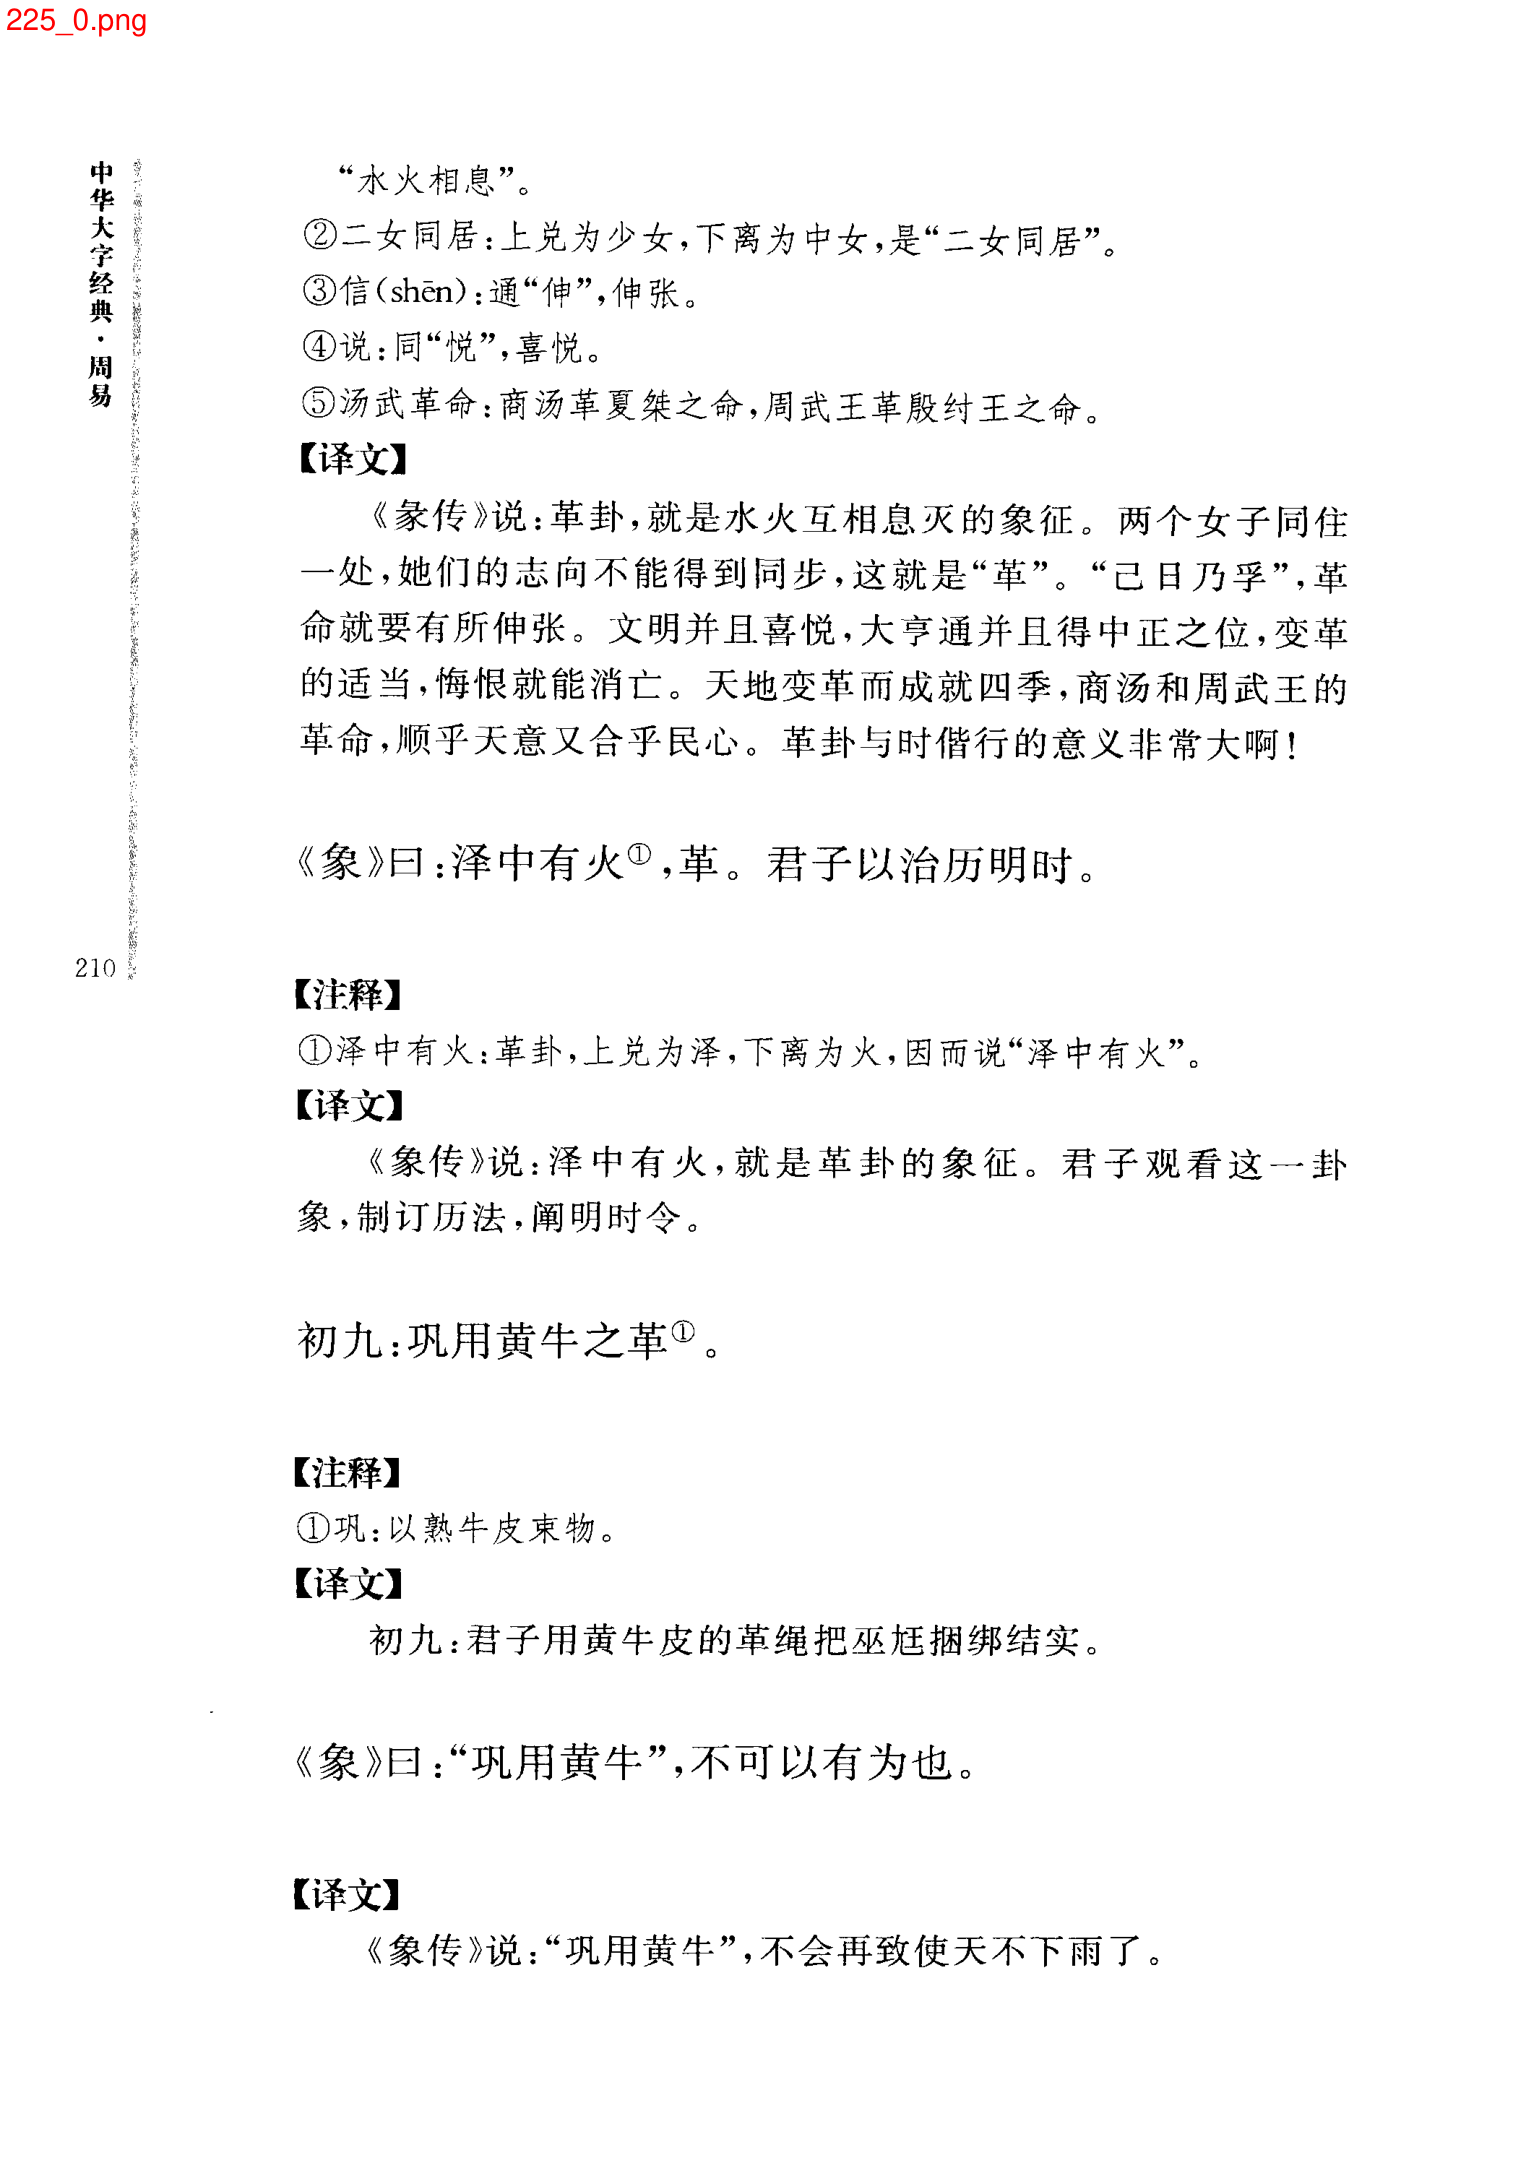 225_0.png
中华大字经典·周易
210
“水火相息”。
②二女同居:上兑为少女,下离为中女,是“二女同居”。
③信(shēn):通“伸”,伸张。
④说:同“悦”,喜悦。
⑤汤武革命:商汤革夏桀之命,周武王革殷纣王之命。
【译文】
《彖传》说:革卦,就是水火互相息灭的象征。两个女子同住
一处,她们的志向不能得到同步,这就是“革”。“己日乃孚”,革
命就要有所伸张。文明并且喜悦,大亨通并且得中正之位,变革
的适当,悔恨就能消亡。天地变革而成就四季,商汤和周武王的
革命,顺乎天意又合乎民心。革卦与时偕行的意义非常大啊!
《象》曰:泽中有火①,革。君子以治历明时。
【注释】
①泽中有火:革卦,上兑为泽,下离为火,因而说“泽中有火”。
【译文】
《象传》说:泽中有火,就是革卦的象征。君子观看这一卦
象,制订历法,阐明时令。
初九:巩用黄牛之革①。
【注释】
①巩:以熟牛皮束物。
【译文】
初九:君子用黄牛皮的革绳把巫尪捆绑结实。
《象》曰:“巩用黄牛”,不可以有为也。
【译文】
《象传》说:“巩用黄牛”,不会再致使天不下雨了。